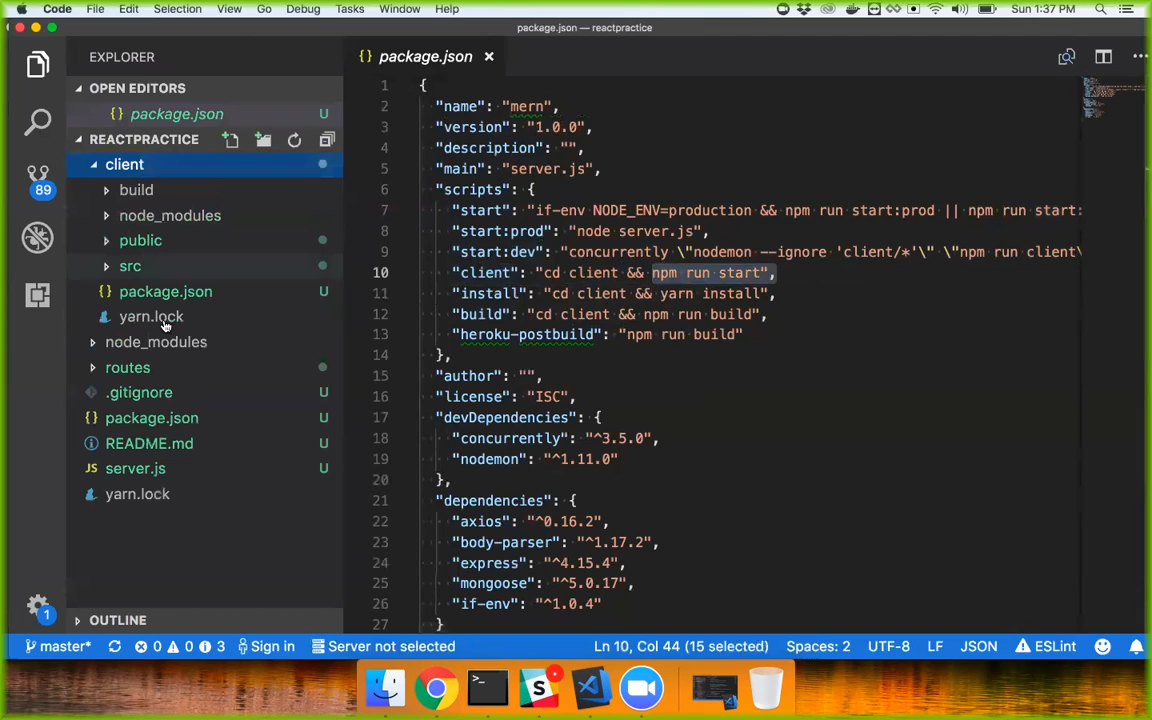 Code File Edit Selection View Go Debug Tasks Window Help Sun 1:37 PM
package.json — reactpractice
EXPLORER
{} package.json ×
OPEN EDITORS
{} package.json U
REACTPRACTICE
client
build
node_modules
public
src
{} package.json U
yarn.lock
node_modules
routes
.gitignore U
{} package.json U
README.md U
JS server.js U
yarn.lock
OUTLINE
89
1
1 {
2 "name": "mern",
3 "version": "1.0.0",
4 "description": "",
5 "main": "server.js",
6 "scripts": {
7 "start": "if-env NODE_ENV=production && npm run start:prod || npm run start:
8 "start:prod": "node server.js",
9 "start:dev": "concurrently \"nodemon --ignore 'client/*'\" \"npm run client\
10 "client": "cd client && npm run start",
11 "install": "cd client && yarn install",
12 "build": "cd client && npm run build",
13 "heroku-postbuild": "npm run build"
14 },
15 "author": "",
16 "license": "ISC",
17 "devDependencies": {
18 "concurrently": "^3.5.0",
19 "nodemon": "^1.11.0"
20 },
21 "dependencies": {
22 "axios": "^0.16.2",
23 "body-parser": "^1.17.2",
24 "express": "^4.15.4",
25 "mongoose": "^5.0.17",
26 "if-env": "^1.0.4"
27 }
master* 0 0 3 Sign in Server not selected Ln 10, Col 44 (15 selected) Spaces: 2 UTF-8 LF JSON ESLint